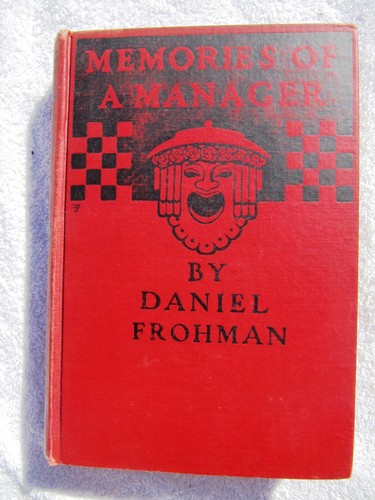 MEMORIES OF
A MANAGER
BY
DANIEL
FROHMAN